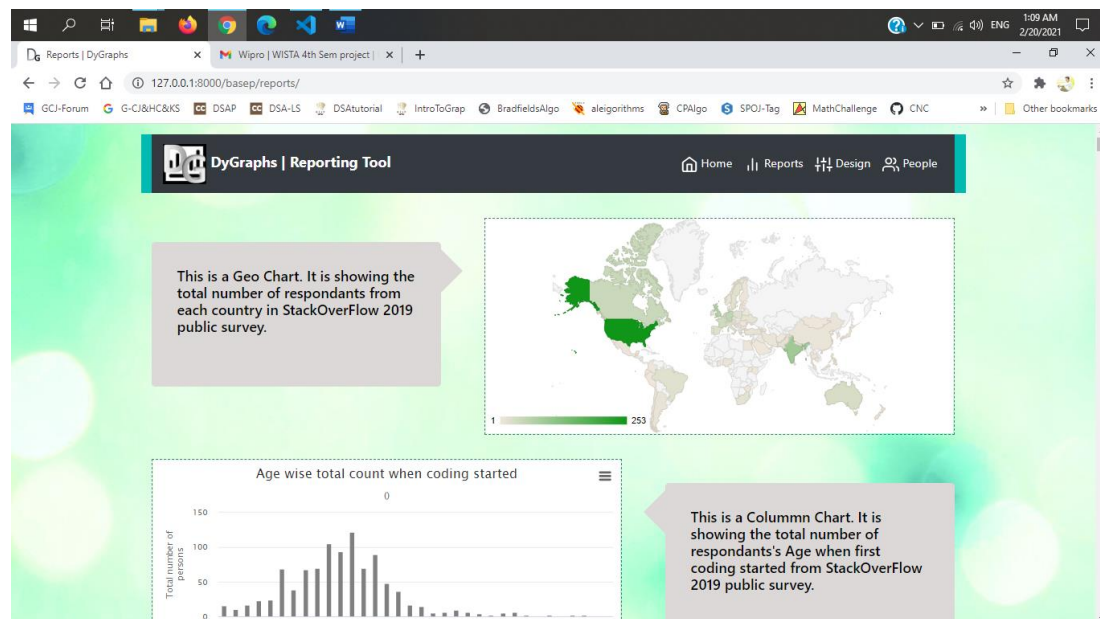 ENG
1:09 AM
2/20/2021
DG Reports | DyGraphs
M Wipro | WISTA 4th Sem project |
127.0.0.1:8000/basep/reports/
GCJ-Forum
G-CJ&HC&KS
CC DSAP
CC DSA-LS
DSAtutorial
IntroToGrap
BradfieldsAlgo
aleigorithms
CPAlgo
SPOJ-Tag
MathChallenge
CNC
Other bookmarks
DyGraphs | Reporting Tool
Home
Reports
Design
People
This is a Geo Chart. It is showing the
total number of respondants from
each country in StackOverFlow 2019
public survey.
1
253
Age wise total count when coding started
0
Total number of
persons
150
100
50
0
This is a Colummn Chart. It is
showing the total number of
respondants's Age when first
coding started from StackOverFlow
2019 public survey.